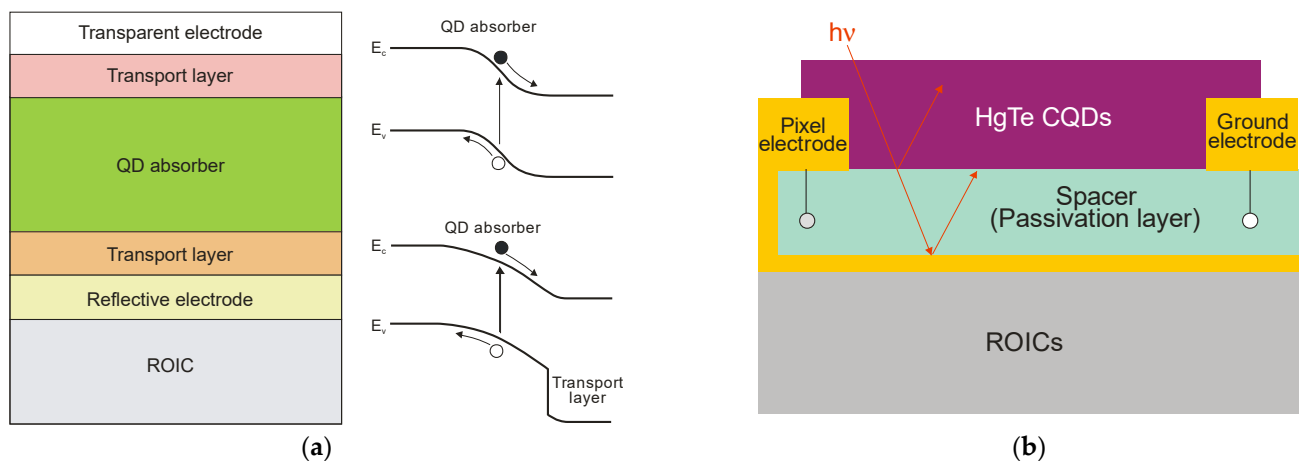 Transparent electrode
Transport layer
QD absorber
Transport layer
Reflective electrode
ROIC
QD absorber
Ec
Ev
QD absorber
Ec
Ev
Transport
layer
(a)
hν
HgTe CQDs
Pixel
electrode
Ground
electrode
Spacer
(Passivation layer)
ROICs
(b)